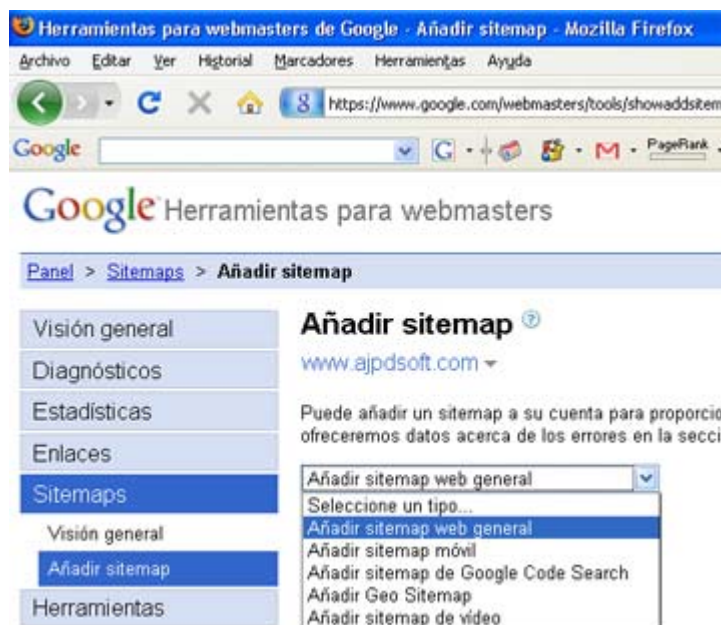 Herramientas para webmasters de Google - Añadir sitemap - Mozilla Firefox
Archivo Editar Ver Historial Marcadores Herramientas Ayuda
https://www.google.com/webmasters/tools/showaddsitem
Google G PageRank
Google Herramientas para webmasters
Panel > Sitemaps > Añadir sitemap
Visión general
Diagnósticos
Estadísticas
Enlaces
Sitemaps
Visión general
Añadir sitemap
Herramientas
Añadir sitemap
www.ajpdsoft.com
Puede añadir un sitemap a su cuenta para proporcio
ofreceremos datos acerca de los errores en la secci
Añadir sitemap web general
Seleccione un tipo...
Añadir sitemap web general
Añadir sitemap móvil
Añadir sitemap de Google Code Search
Añadir Geo Sitemap
Añadir sitemap de vídeo